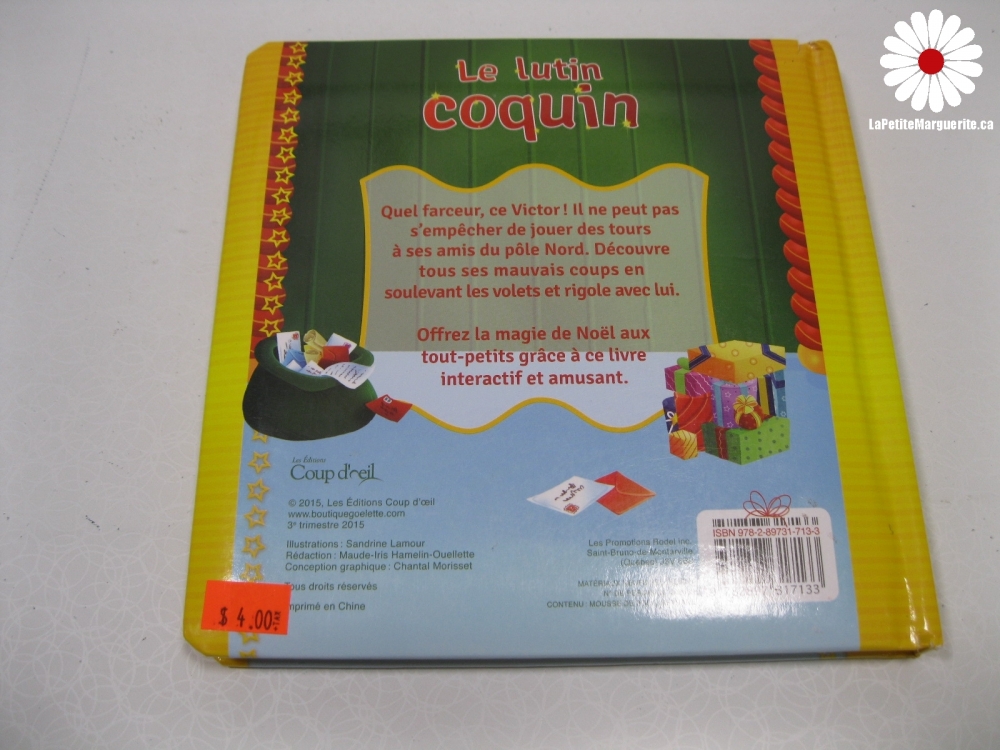 LaPetiteMarguerite.ca
Le lutin
coquin
Quel farceur, ce Victor! Il ne peut pas
s'empêcher de jouer des tours
à ses amis du pôle Nord. Découvre
tous ses mauvais coups en
soulevant les volets et rigole avec lui.
Offrez la magie de Noël aux
tout-petits grâce à ce livre
interactif et amusant.
Les Éditions
Coup d'œil
© 2015, Les Éditions Coup d'œil
www.boutiquegoelette.com
3e trimestre 2015
Illustrations : Sandrine Lamour
Rédaction : Maude-Iris Hamelin-Ouellette
Conception graphique : Chantal Morisset
Tous droits réservés
Imprimé en Chine
$ 4.00
Les Promotions Rodel Inc.
Saint-Bruno-de-Montarville
(Québec)
CONTENU :
ISBN 978-2-89731-713-3